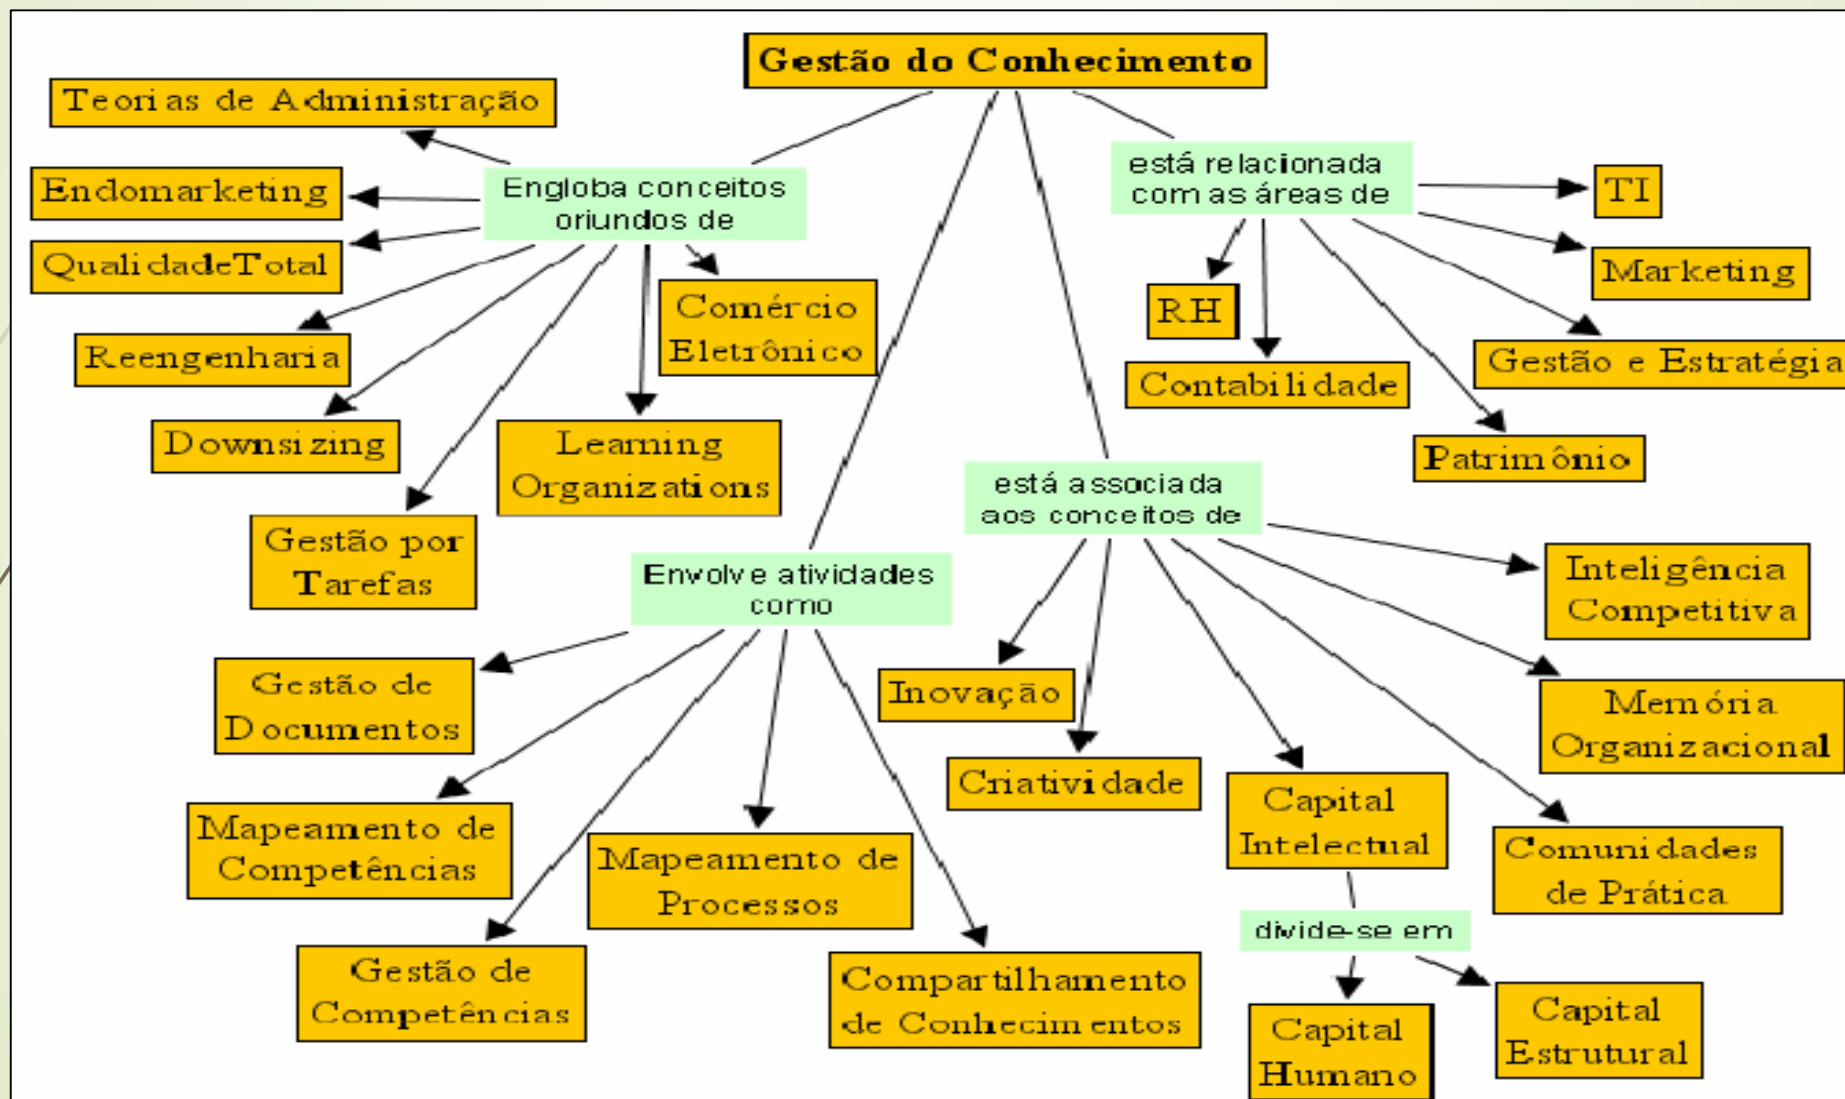 Gestão do Conhecimento
Teorias de Administração
Engloba conceitos
oriundos de
está relacionada
com as áreas de
TI
Endomarketing
QualidadeTotal
Marketing
Comércio
Eletrônico
RH
Reengenharia
Contabilidade
Gestão e Estratégia
Downsizing
Learning
Organizations
Patrimônio
está associada
aos conceitos de
Gestão por
Tarefas
Envolve atividades
como
Inteligência
Competitiva
Gestão de
Documentos
Inovação
Memória
Organizacional
Criatividade
Capital
Intelectual
Mapeamento de
Competências
Mapeamento de
Processos
Comunidades
de Prática
divide-se em
Gestão de
Competências
Compartilhamento
de Conhecimentos
Capital
Humano
Capital
Estrutural